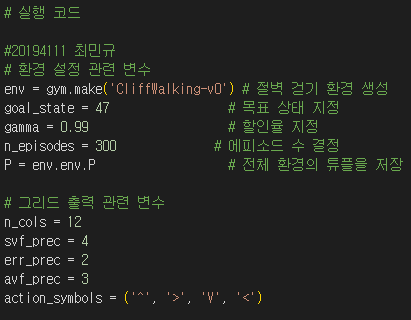 # 실행 코드
#20194111 최민규
# 환경 설정 관련 변수
env = gym.make('CliffWalking-v0') # 절벽 걷기 환경 생성
goal_state = 47 # 목표 상태 지정
gamma = 0.99 # 할인율 지정
n_episodes = 300 # 에피소드 수 결정
P = env.env.P # 전체 환경의 튜플을 저장
# 그리드 출력 관련 변수
n_cols = 12
svf_prec = 4
err_prec = 2
avf_prec = 3
action_symbols = ('^', '>', 'V', '<')